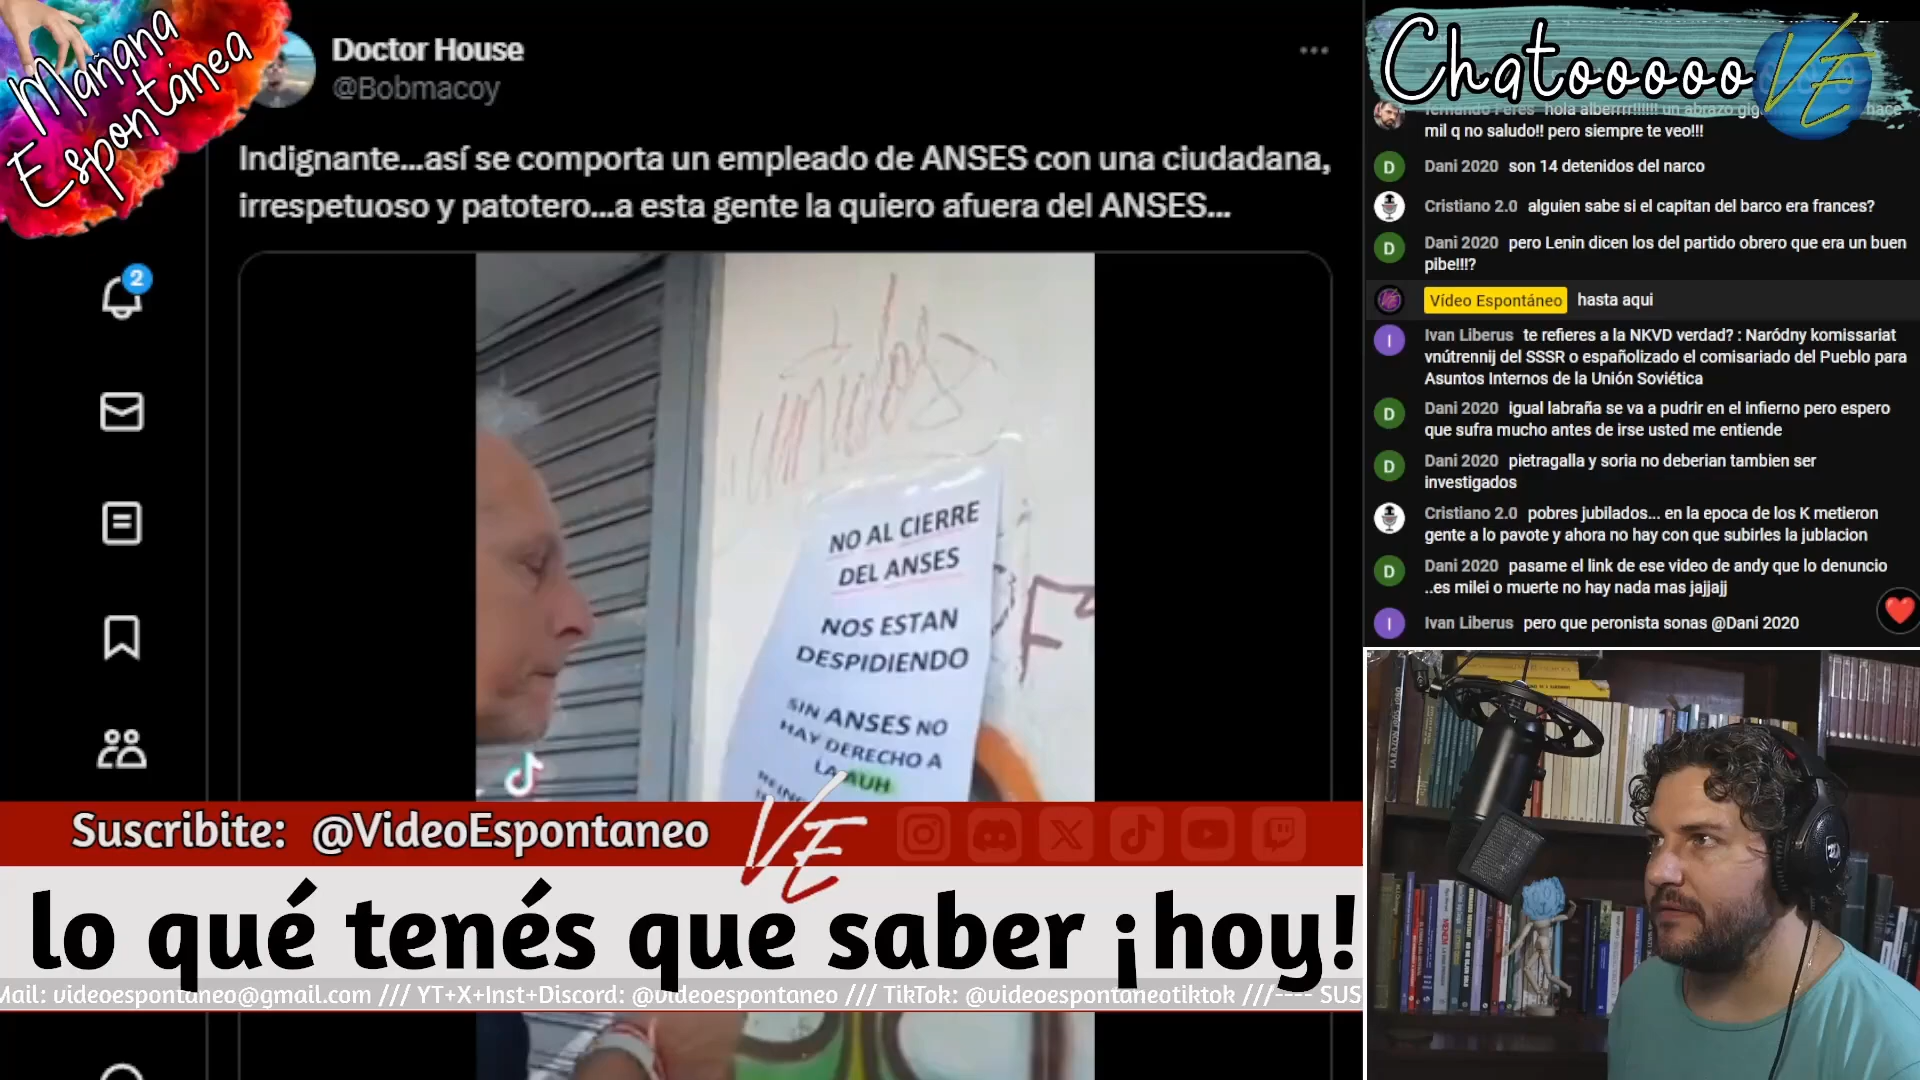 Mañana
Espontánea
Doctor House
@Bobmacoy
Indignante...así se comporta un empleado de ANSES con una ciudadana,
irrespetuoso y patotero...a esta gente la quiero afuera del ANSES...
2
NO AL CIERRE
DEL ANSES
NOS ESTAN
DESPIDIENDO
SIN ANSES NO
HAY DERECHO A
LA AUH
Suscribite: @VideoEspontaneo
VE
lo qué tenés que saber ¡hoy!
Mail: videoespontaneo@gmail.com /// YT+X+Inst+Discord: @videoespontaneo /// TikTok: @videoespontaneotiktok ///---- SUS
Chatooooo VE
fernando Feres hola alberrrr!!!!!! un abrazo gig hace
mil q no saludo!! pero siempre te veo!!!
D Dani 2020 son 14 detenidos del narco
Cristiano 2.0 alguien sabe si el capitan del barco era frances?
D Dani 2020 pero Lenin dicen los del partido obrero que era un buen
pibe!!!?
Vídeo Espontáneo hasta aqui
I Ivan Liberus te refieres a la NKVD verdad? : Naródny komissariat
vnútrennij del SSSR o españolizado el comisariado del Pueblo para
Asuntos Internos de la Unión Soviética
D Dani 2020 igual labraña se va a pudrir en el infierno pero espero
que sufra mucho antes de irse usted me entiende
D Dani 2020 pietragalla y soria no deberian tambien ser
investigados
Cristiano 2.0 pobres jubilados... en la epoca de los K metieron
gente a lo pavote y ahora no hay con que subirles la jublacion
D Dani 2020 pasame el link de ese video de andy que lo denuncio
..es milei o muerte no hay nada mas jajjajj
I Ivan Liberus pero que peronista sonas @Dani 2020